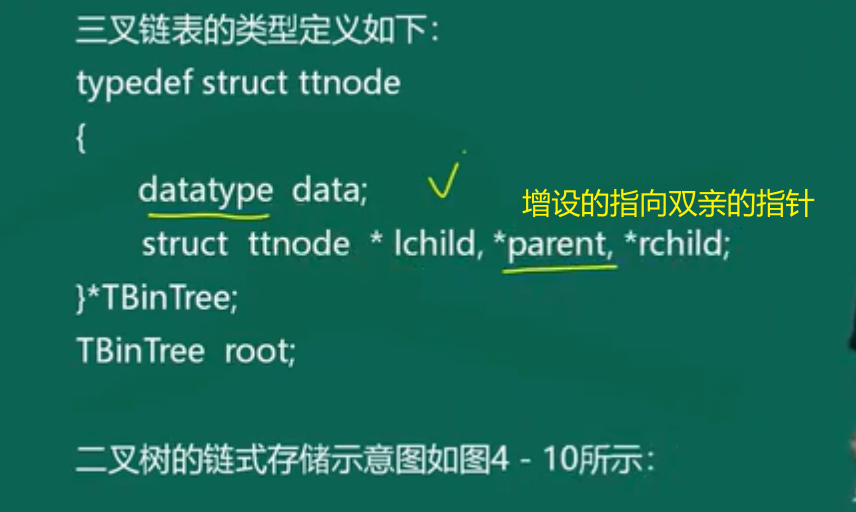 三叉链表的类型定义如下：
typedef struct ttnode
{
datatype data;
增设的指向双亲的指针
struct ttnode * lchild, *parent, *rchild;
}*TBinTree;
TBinTree root;
二叉树的链式存储示意图如图4 - 10所示：